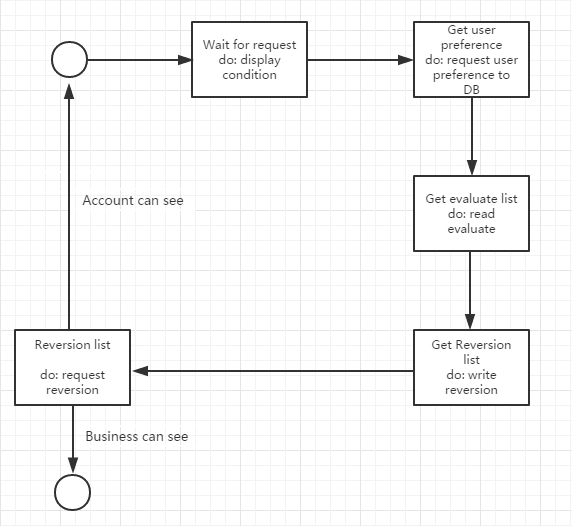 Wait for request
do: display
condition
Get user
preference
do: request user
preference to
DB
Account can see
Get evaluate list
do: read
evaluate
Reversion list
do: request
reversion
Get Reversion
list
do: write
reversion
Business can see